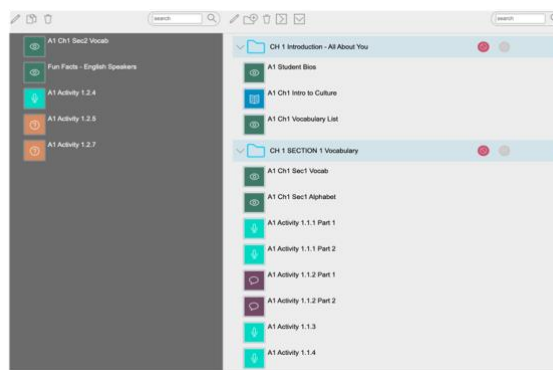 search
A1 Ch1 Sec2 Vocab
Fun Facts - English Speakers
A1 Activity 1.2.4
A1 Activity 1.2.5
A1 Activity 1.2.7
search
CH 1 Introduction - All About You
A1 Student Bios
A1 Ch1 Intro to Culture
A1 Ch1 Vocabulary List
CH 1 SECTION 1 Vocabulary
A1 Ch1 Sec1 Vocab
A1 Ch1 Sec1 Alphabet
A1 Activity 1.1.1 Part 1
A1 Activity 1.1.1 Part 2
A1 Activity 1.1.2 Part 1
A1 Activity 1.1.2 Part 2
A1 Activity 1.1.3
A1 Activity 1.1.4